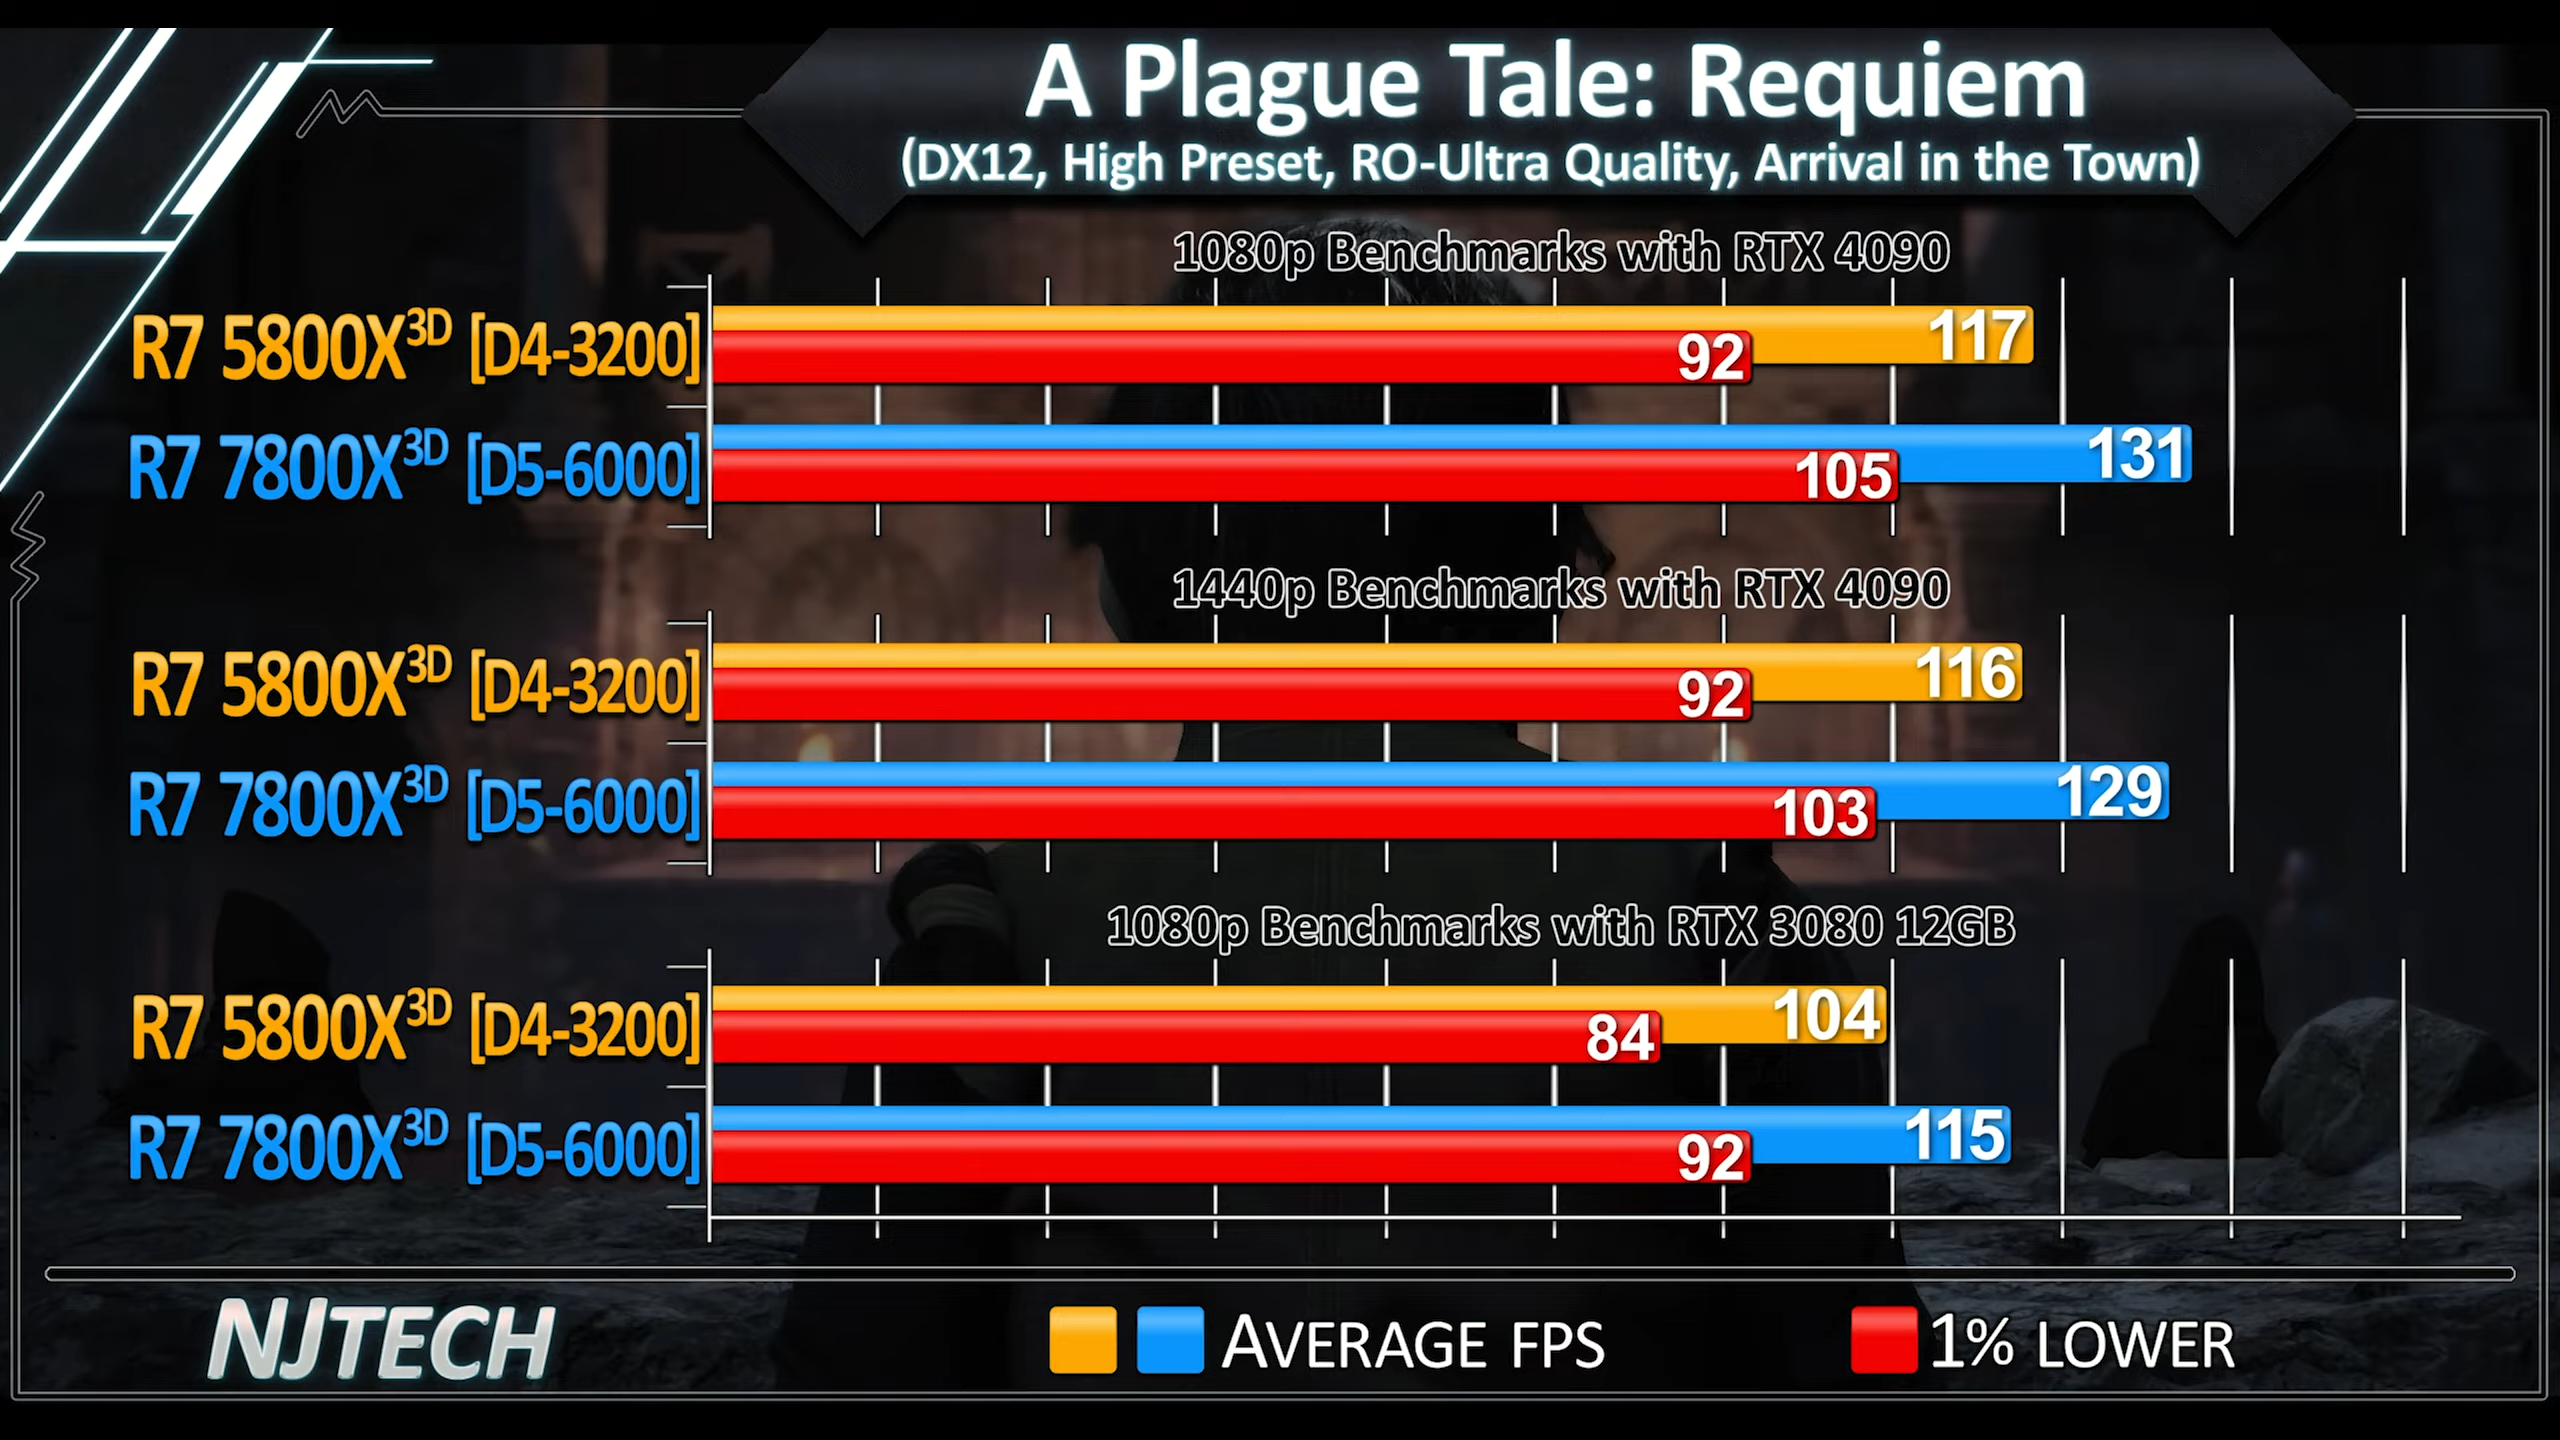 A Plague Tale: Requiem
(DX12, High Preset, RO-Ultra Quality, Arrival in the Town)
1080p Benchmarks with RTX 4090
R7 5800X3D [D4-3200]
117
92
R7 7800X3D [D5-6000]
131
105
1440p Benchmarks with RTX 4090
R7 5800X3D [D4-3200]
116
92
R7 7800X3D [D5-6000]
129
103
1080p Benchmarks with RTX 3080 12GB
R7 5800X3D [D4-3200]
104
84
R7 7800X3D [D5-6000]
115
92
NJTECH
AVERAGE FPS
1% LOWER